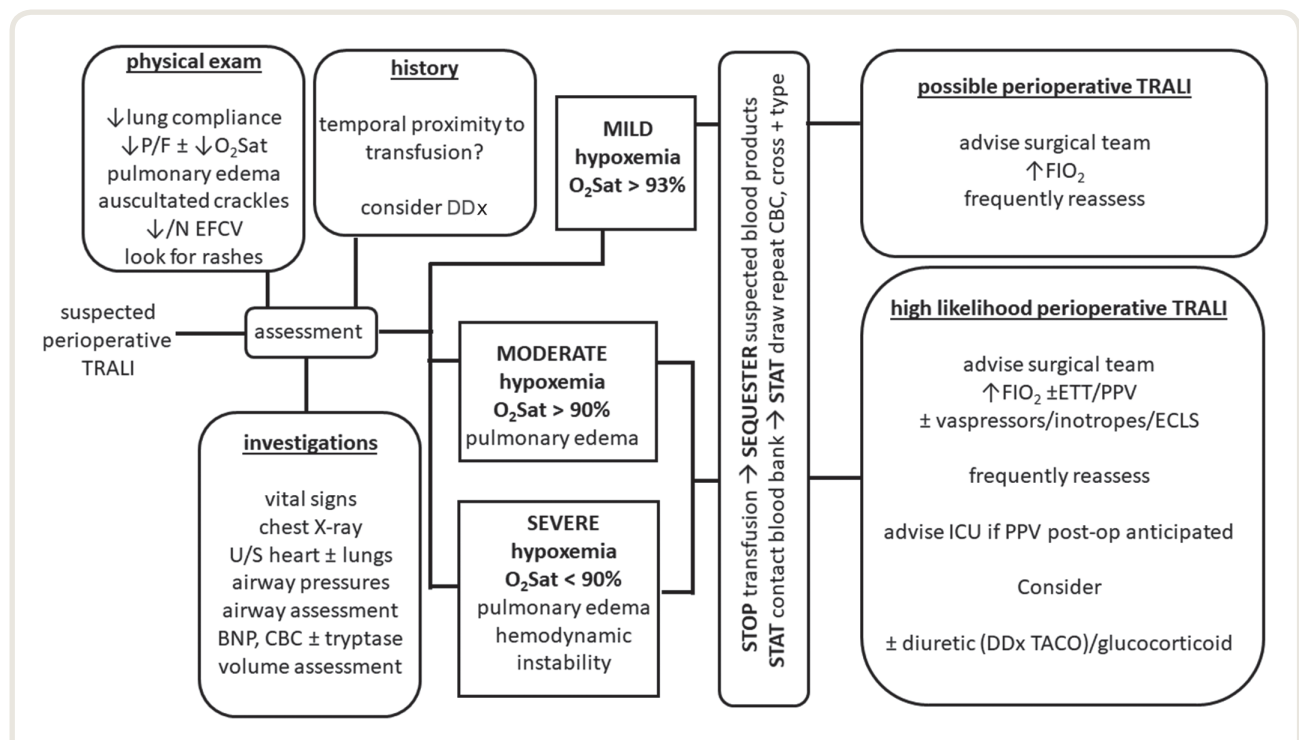 physical exam
↓lung compliance
↓P/F ± ↓O₂Sat
pulmonary edema
auscultated crackles
↓/N EFCV
look for rashes
history
temporal proximity to
transfusion?
consider DDx
suspected
perioperative
TRALI
assessment
investigations
vital signs
chest X-ray
U/S heart ± lungs
airway pressures
airway assessment
BNP, CBC ± tryptase
volume assessment
MILD
hypoxemia
O₂Sat > 93%
MODERATE
hypoxemia
O₂Sat > 90%
pulmonary edema
SEVERE
hypoxemia
O₂Sat < 90%
pulmonary edema
hemodynamic
instability
STOP transfusion → SEQUESTER suspected blood products
STAT contact blood bank → STAT draw repeat CBC, cross + type
possible perioperative TRALI
advise surgical team
↑FIO₂
frequently reassess
high likelihood perioperative TRALI
advise surgical team
↑FIO₂ ±ETT/PPV
± vaspressors/inotropes/ECLS
frequently reassess
advise ICU if PPV post-op anticipated
Consider
± diuretic (DDx TACO)/glucocorticoid